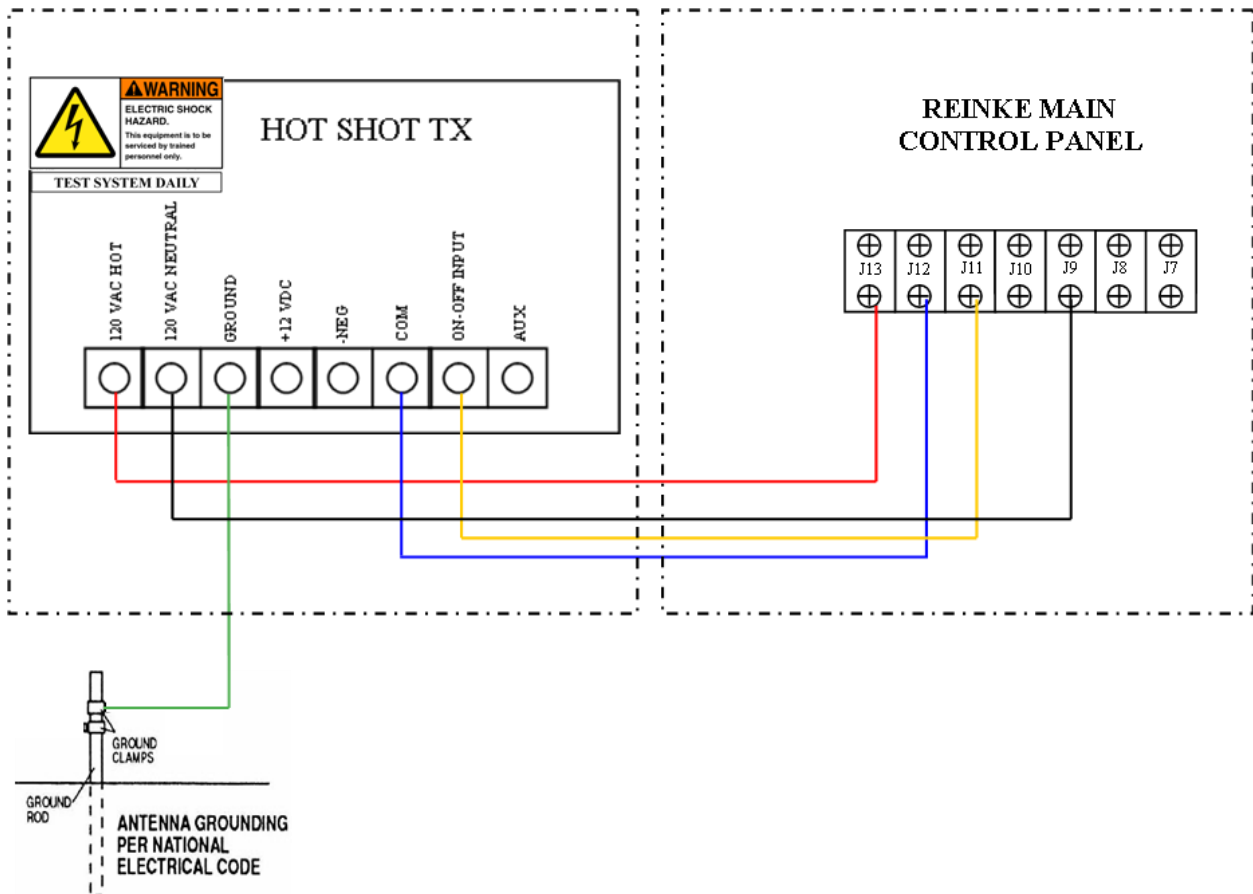 WARNING
ELECTRIC SHOCK
HAZARD.
This equipment is to be
serviced by trained
personnel only.
TEST SYSTEM DAILY
HOT SHOT TX
120 VAC HOT
120 VAC NEUTRAL
GROUND
+12 VDC
-NEG
COM
ON-OFF INPUT
AUX
REINKE MAIN
CONTROL PANEL
J13
J12
J11
J10
J9
J8
J7
GROUND
CLAMPS
GROUND
ROD
ANTENNA GROUNDING
PER NATIONAL
ELECTRICAL CODE